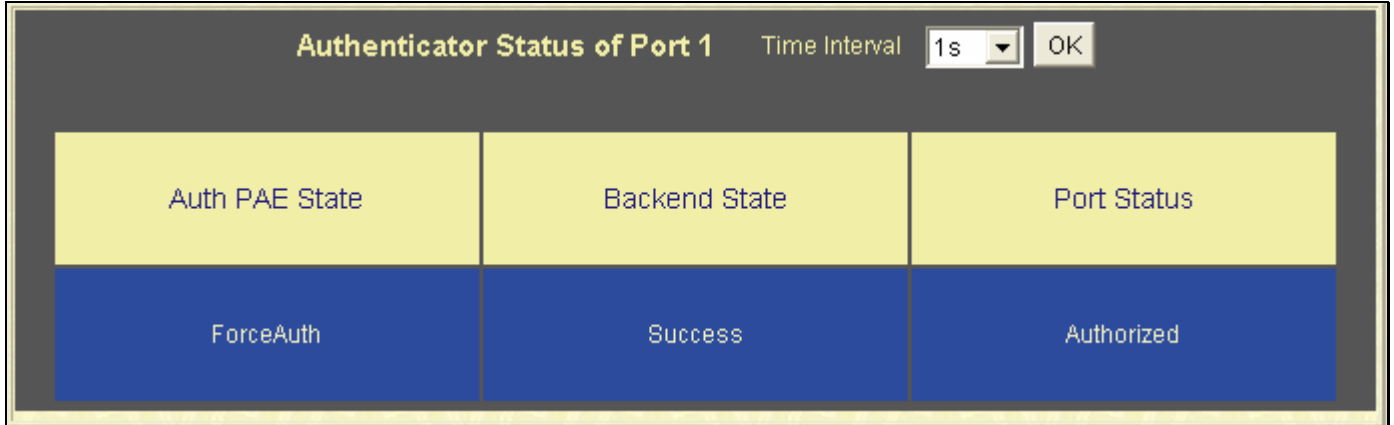 Authenticator Status of Port 1 Time Interval 1s OK
Auth PAE State Backend State Port Status
ForceAuth Success Authorized